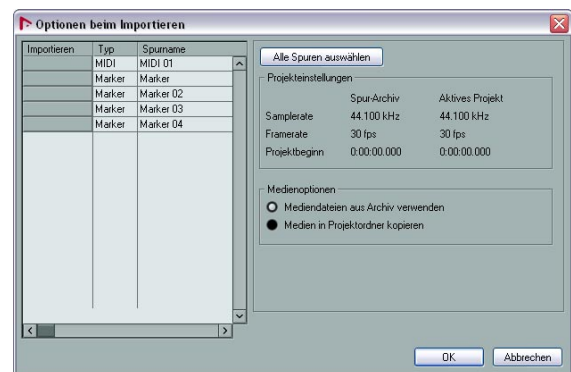 Optionen beim Importieren
Importieren Typ Spurname
MIDI MIDI 01
Marker Marker
Marker Marker 02
Marker Marker 03
Marker Marker 04
Alle Spuren auswählen
Projekteinstellungen
Spur-Archiv Aktives Projekt
Samplerate 44.100 kHz 44.100 kHz
Framerate 30 fps 30 fps
Projektbeginn 0:00:00.000 0:00:00.000
Medienoptionen
Mediendateien aus Archiv verwenden
Medien in Projektordner kopieren
OK Abbrechen